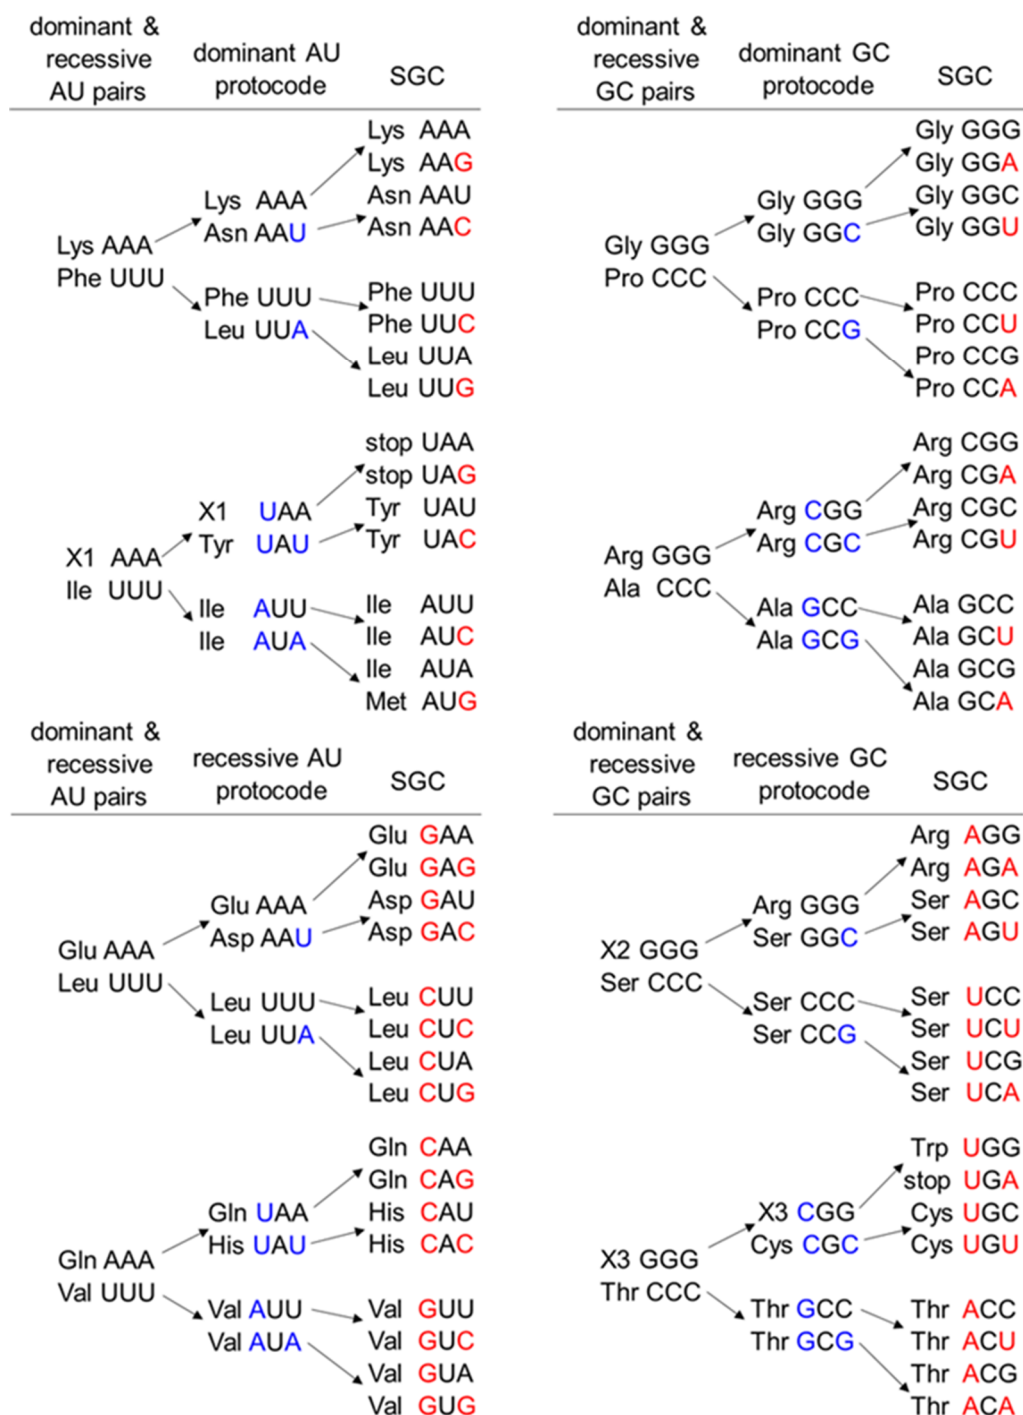 dominant &
recessive
AU pairs
dominant AU
protocode
SGC
Lys AAA
Phe UUU
Lys AAA
Asn AAU
Phe UUU
Leu UUA
Lys AAA
Lys AAG
Asn AAU
Asn AAC
Phe UUU
Phe UUC
Leu UUA
Leu UUG
X1 AAA
Ile UUU
X1 UAA
Tyr UAU
Ile AUU
Ile AUA
stop UAA
stop UAG
Tyr UAU
Tyr UAC
Ile AUU
Ile AUC
Ile AUA
Met AUG
dominant &
recessive
GC pairs
dominant GC
protocode
SGC
Gly GGG
Pro CCC
Gly GGG
Gly GGC
Pro CCC
Pro CCG
Gly GGG
Gly GGA
Gly GGC
Gly GGU
Pro CCC
Pro CCU
Pro CCG
Pro CCA
Arg GGG
Ala CCC
Arg CGG
Arg CGC
Ala GCC
Ala GCG
Arg CGG
Arg CGA
Arg CGC
Arg CGU
Ala GCC
Ala GCU
Ala GCG
Ala GCA
dominant &
recessive
AU pairs
recessive AU
protocode
SGC
Glu AAA
Leu UUU
Glu AAA
Asp AAU
Leu UUU
Leu UUA
Glu GAA
Glu GAG
Asp GAU
Asp GAC
Leu CUU
Leu CUC
Leu CUA
Leu CUG
Gln AAA
Val UUU
Gln UAA
His UAU
Val AUU
Val AUA
Gln CAA
Gln CAG
His CAU
His CAC
Val GUU
Val GUC
Val GUA
Val GUG
dominant &
recessive
GC pairs
recessive GC
protocode
SGC
X2 GGG
Ser CCC
Arg GGG
Ser GGC
Ser CCC
Ser CCG
Arg AGG
Arg AGA
Ser AGC
Ser AGU
Ser UCC
Ser UCU
Ser UCG
Ser UCA
X3 GGG
Thr CCC
X3 CGG
Cys CGC
Thr GCC
Thr GCG
Trp UGG
stop UGA
Cys UGC
Cys UGU
Thr ACC
Thr ACU
Thr ACG
Thr ACA